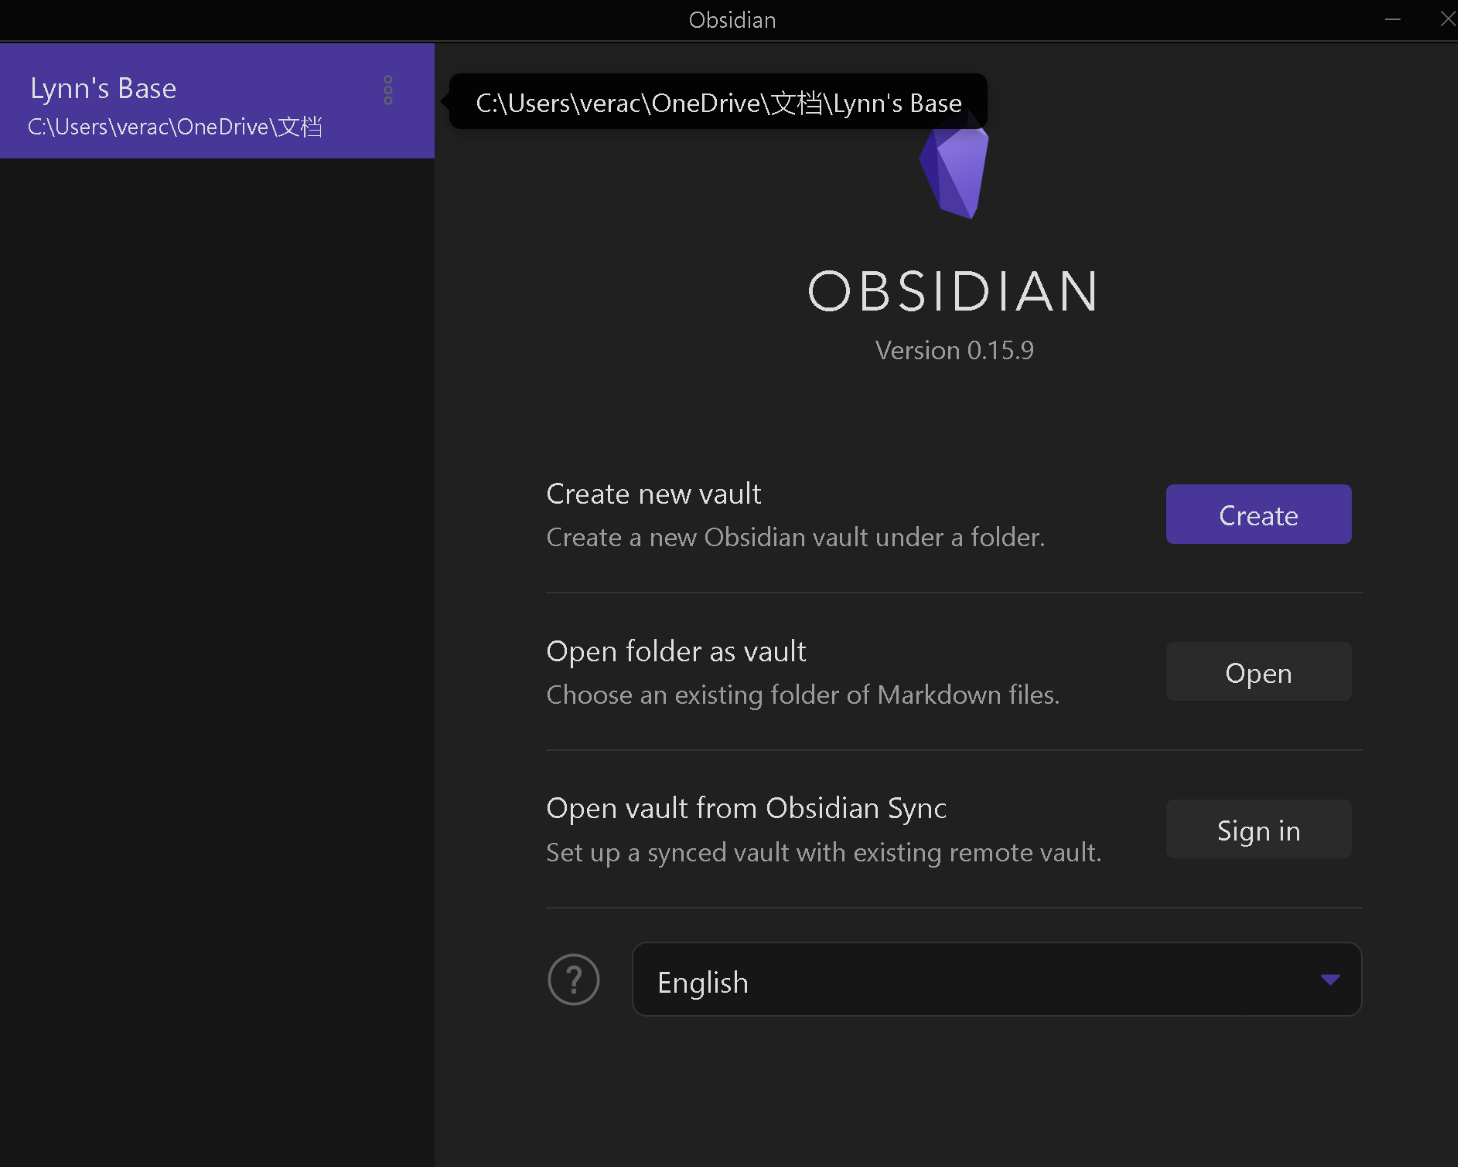 Obsidian
Lynn's Base
C:\Users\verac\OneDrive\文档
C:\Users\verac\OneDrive\文档\Lynn's Base
OBSIDIAN
Version 0.15.9
Create new vault
Create a new Obsidian vault under a folder.
Create
Open folder as vault
Choose an existing folder of Markdown files.
Open
Open vault from Obsidian Sync
Set up a synced vault with existing remote vault.
Sign in
?
English